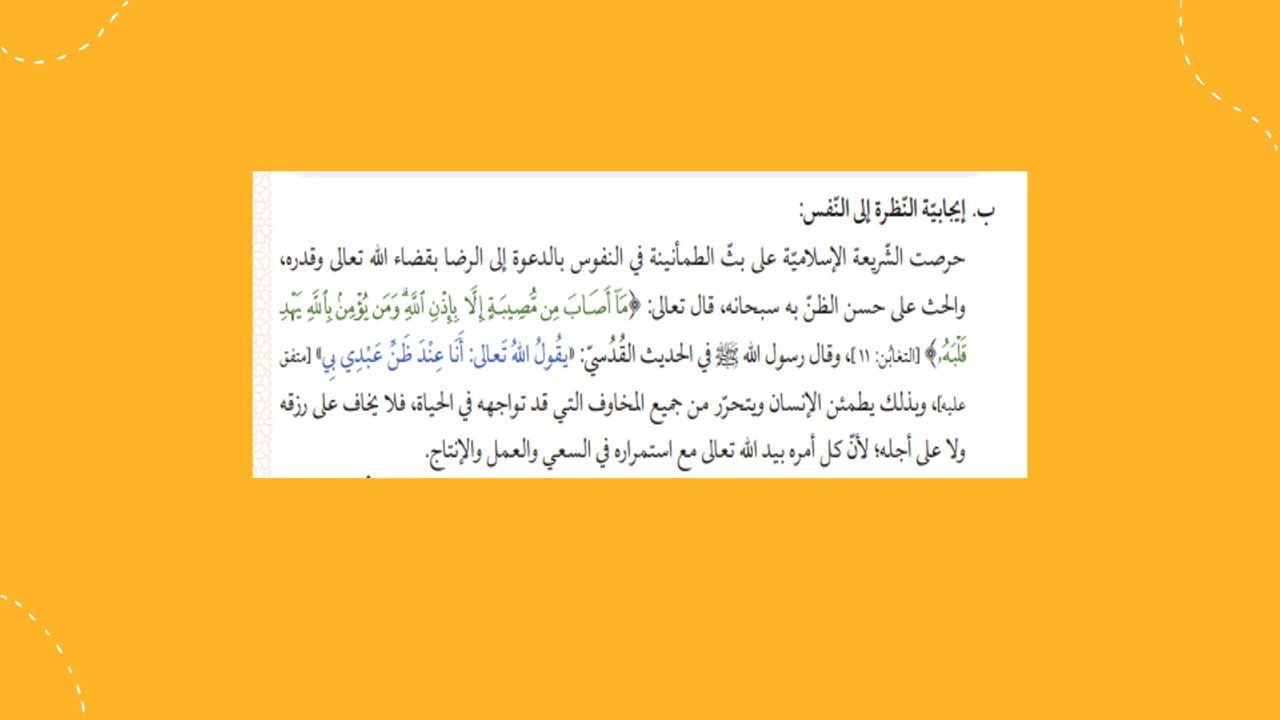 ب. إيجابيّة النّظرة إلى النّفس:
حرصت الشّريعة الإسلاميّة على بثّ الطمأنينة في النفوس بالدعوة إلى الرضا بقضاء الله تعالى وقدره،
والحث على حسن الظنّ به سبحانه، قال تعالى: ﴿مَآ أَصَابَ مِن مُّصِيبَةٍ إِلَّا بِإِذْنِ ٱللَّهِۗ وَمَن يُؤْمِنۢ بِٱللَّهِ يَهْدِ
قَلْبَهُۥ﴾ [التغابُن: ١١]، وقال رسول الله ﷺ في الحديث القُدُسيّ: «يقُولُ اللهُ تَعالى: أَنَا عِنْدَ ظَنِّ عَبْدِي بِي» [متفق
عليه]، وبذلك يطمئن الإنسان ويتحرّر من جميع المخاوف التي قد تواجهه في الحياة، فلا يخاف على رزقه
ولا على أجله؛ لأنّ كل أمره بيد الله تعالى مع استمراره في السعي والعمل والإنتاج.